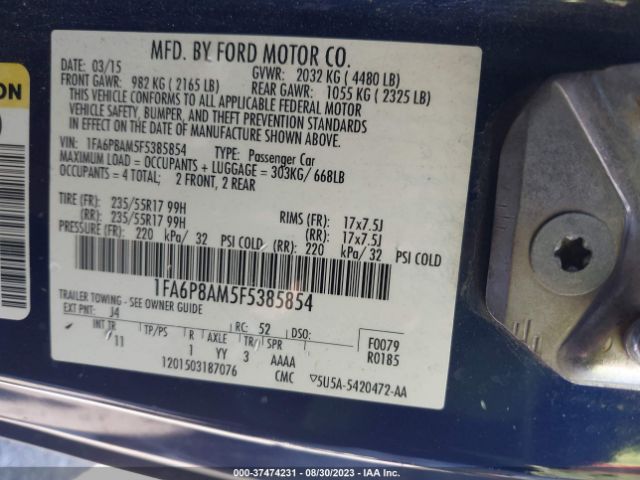 MFD. BY FORD MOTOR CO.
DATE: 03/15 GVWR: 2032 KG ( 4480 LB)
FRONT GAWR: 982 KG ( 2165 LB) REAR GAWR: 1055 KG ( 2325 LB)
THIS VEHICLE CONFORMS TO ALL APPLICABLE FEDERAL MOTOR
VEHICLE SAFETY, BUMPER, AND THEFT PREVENTION STANDARDS
IN EFFECT ON THE DATE OF MANUFACTURE SHOWN ABOVE.
VIN: 1FA6P8AM5F5385854 TYPE: Passenger Car
MAXIMUM LOAD = OCCUPANTS + LUGGAGE = 303KG/ 668LB
OCCUPANTS = 4 TOTAL; 2 FRONT, 2 REAR
TIRE (FR): 235/55R17 99H RIMS (FR): 17x7.5J
(RR): 235/55R17 99H (RR): 17x7.5J
PRESSURE (FR): 220 kPa/ 32 PSI COLD (RR): 220 kPa/ 32 PSI COLD
1FA6P8AM5F5385854
TRAILER TOWING - SEE OWNER GUIDE
EXT PNT: J4 RC: 52 DSO: F0079
INT TR TP/PS R AXLE TR SPR R0185
11 1 YY 3 AAAA
1201503187076 CMC ▽5U5A-5420472-AA
ON
000-37474231 - 08/30/2023 - IAA Inc.